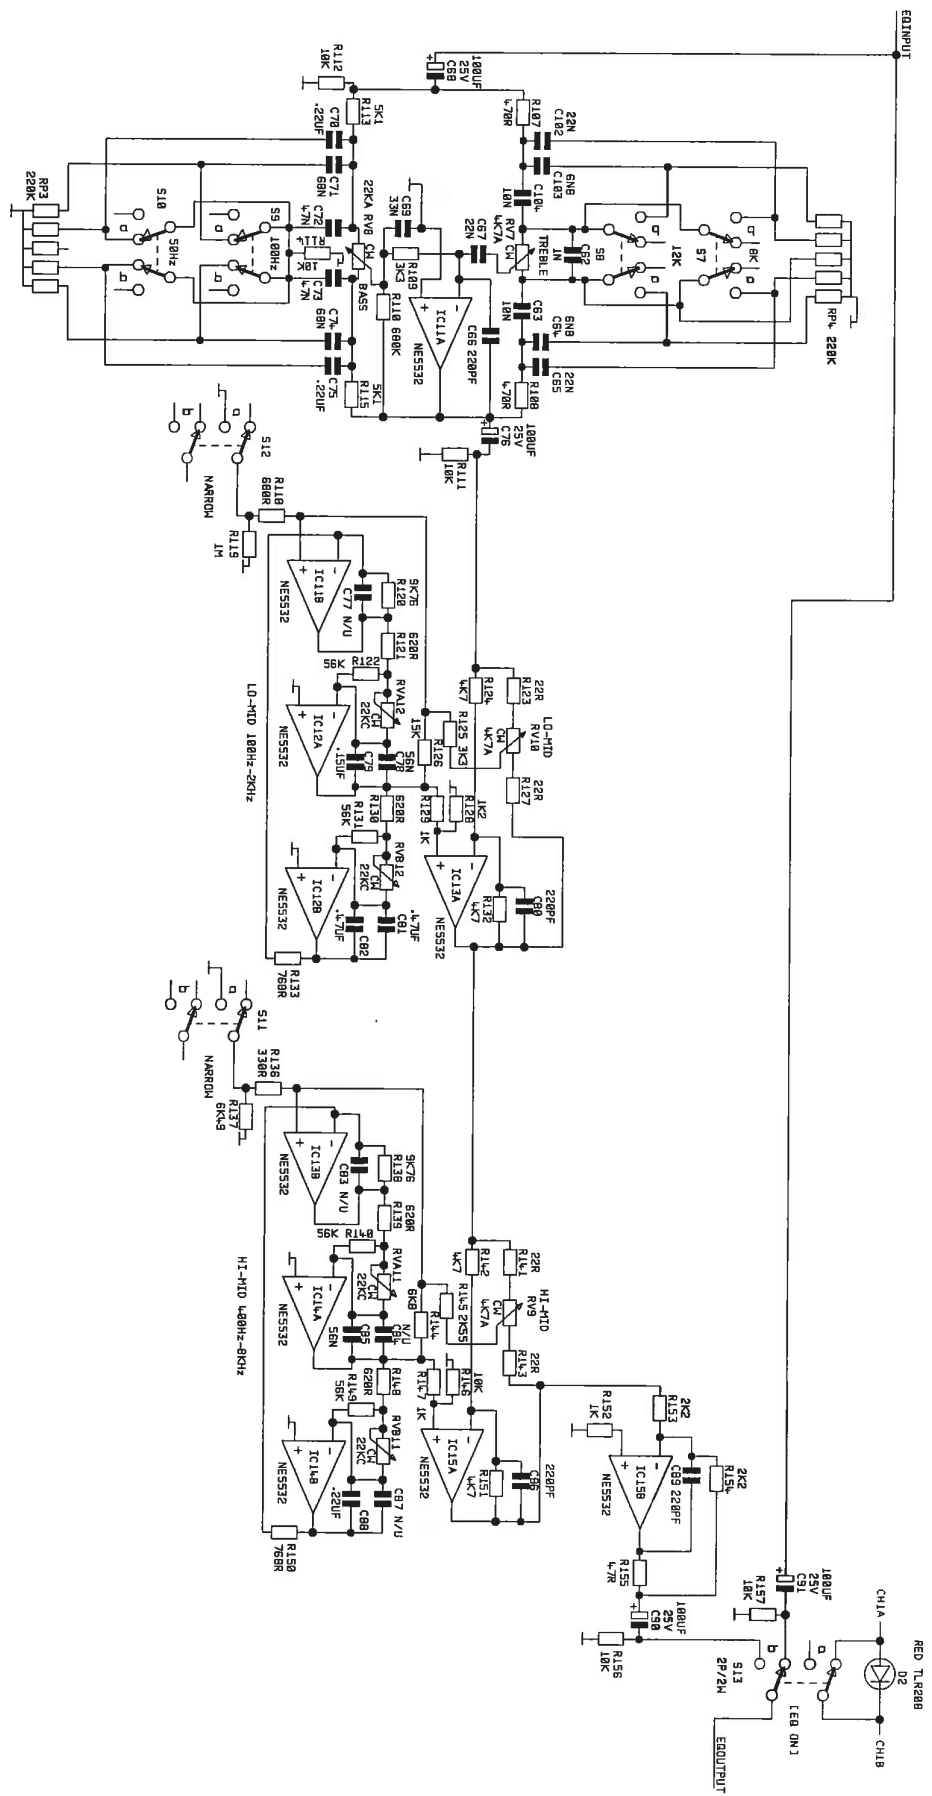 EQINPUT
100UF
25V
C68
R112
10K
5K1
R113
C70
.22UF
C71
68N
C72
47N
R114
10K
C73
47N
C74
68N
C75
.22UF
5K1
R115
22KA RV8
CW
BASS
C69
33N
R109
3K3
R110 680K
C67
22N
IC11A
NE5532
C66 220PF
R107
470R
22N
C102
6N8
C103
C104
10N
RV7
4K7A
CW
TREBLE
C62
1N
C63
10N
6N8
C64
22N
C65
R108
470R
S8
12K
S7
8K
a
b
a
b
RP4 220K
RP3
220K
S10
50Hz
S9
100Hz
a
b
a
b
100UF
25V
C76
R111
10K
S12
a
b
NARROW
R118
680R
R119
1M
IC11B
NE5532
C77 N/U
9K76
R120
620R
R121
56K R122
RVA12
22KC
CW
IC12A
NE5532
C79
.15UF
C78
56N
15K
R126
R125 3K3
R124
4K7
R123
22R
LO-MID
RV10
4K7A
CW
R127
22R
620R
R130
R131
56K
RVB12
22KC
CW
IC12B
NE5532
C82
.47UF
C81
.47UF
R133
768R
R129
1K
R128
1K2
IC13A
NE5532
R132
4K7
220PF
C80
LO-MID 100Hz-2KHz
S11
a
b
NARROW
R136
330R
R137
6K49
IC13B
NE5532
C83 N/U
9K76
R138
620R
R139
56K R140
RVA11
22KC
CW
IC14A
NE5532
C85
56N
C84
N/U
6K8
R144
R145 2K55
R142
4K7
R141
22R
HI-MID
RV9
4K7A
CW
R143
22R
620R
R148
R149
56K
RVB11
22KC
CW
IC14B
NE5532
C88
.22UF
C87 N/U
R150
768R
R147
1K
R146
10K
IC15A
NE5532
R151
4K7
220PF
C86
HI-MID 400Hz-8KHz
R152
1K
2K2
R153
IC15B
NE5532
C89 220PF
2K2
R154
R155
47R
100UF
25V
C90
R156
10K
100UF
25V
C91
R157
10K
S13
2P/2W
a
b
[EQ ON]
CH1A
CH1B
D2
RED TLR208
EQOUTPUT